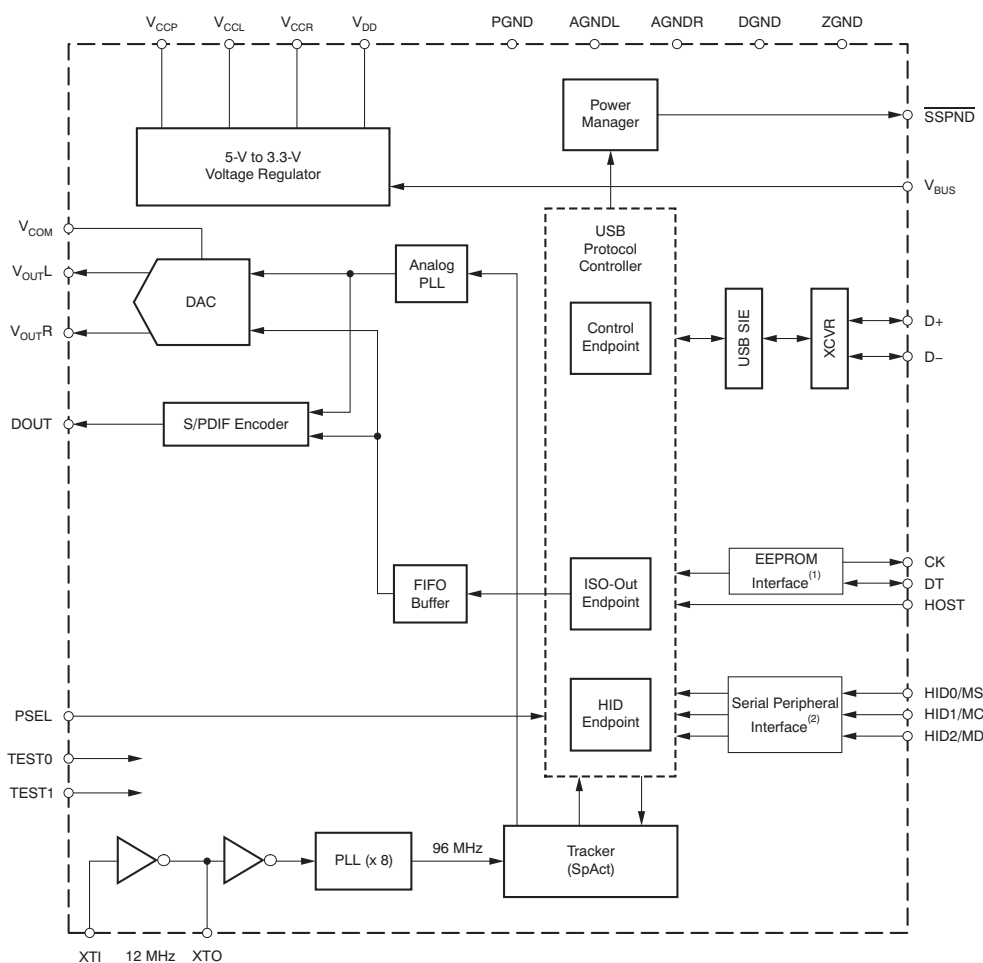 VCCP VCCL VCCR VDD PGND AGNDL AGNDR DGND ZGND
Power
Manager
SSPND
5-V to 3.3-V
Voltage Regulator
VBUS
VCOM
USB
Protocol
Controller
VOUTL
Analog
PLL
DAC
VOUTR
Control
Endpoint
USB SIE
XCVR
D+
D−
DOUT
S/PDIF Encoder
EEPROM
Interface(1)
CK
DT
HOST
FIFO
Buffer
ISO-Out
Endpoint
PSEL
HID
Endpoint
Serial Peripheral
Interface(2)
HID0/MS
HID1/MC
HID2/MD
TEST0
TEST1
PLL (x 8)
96 MHz
Tracker
(SpAct)
XTI 12 MHz XTO